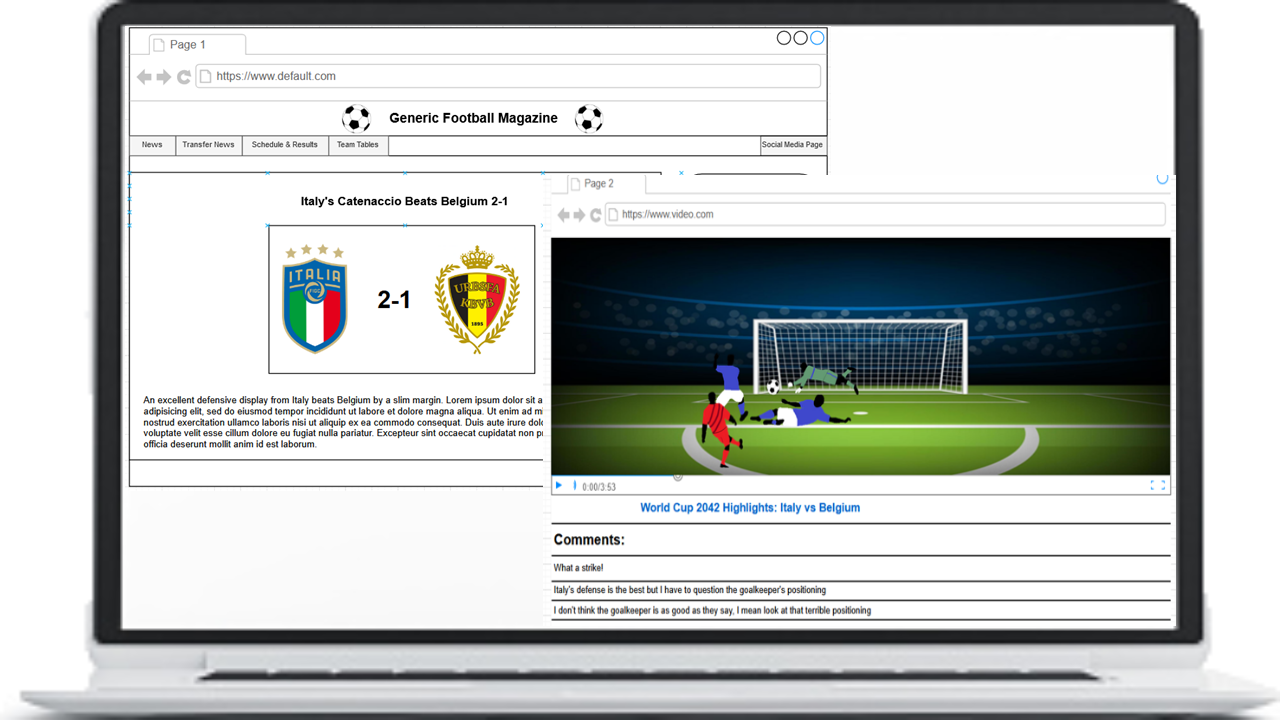 Page 1
https://www.default.com
Generic Football Magazine
News
Transfer News
Schedule & Results
Team Tables
Social Media Page
Italy's Catenaccio Beats Belgium 2-1
ITALIA
2-1
URBSFA
KBVB
1895
An excellent defensive display from Italy beats Belgium by a slim margin. Lorem ipsum dolor sit a
adipisicing elit, sed do eiusmod tempor incididunt ut labore et dolore magna aliqua. Ut enim ad
nostrud exercitation ullamco laboris nisi ut aliquip ex ea commodo consequat. Duis aute irure
voluptate velit esse cillum dolore eu fugiat nulla pariatur. Excepteur sint occaecat cupidatat non
officia deserunt mollit anim id est laborum.
Page 2
https://www.video.com
0:00/3:53
World Cup 2042 Highlights: Italy vs Belgium
Comments:
What a strike!
Italy's defense is the best but I have to question the goalkeeper's positioning
I don't think the goalkeeper is as good as they say, I mean look at that terrible positioning